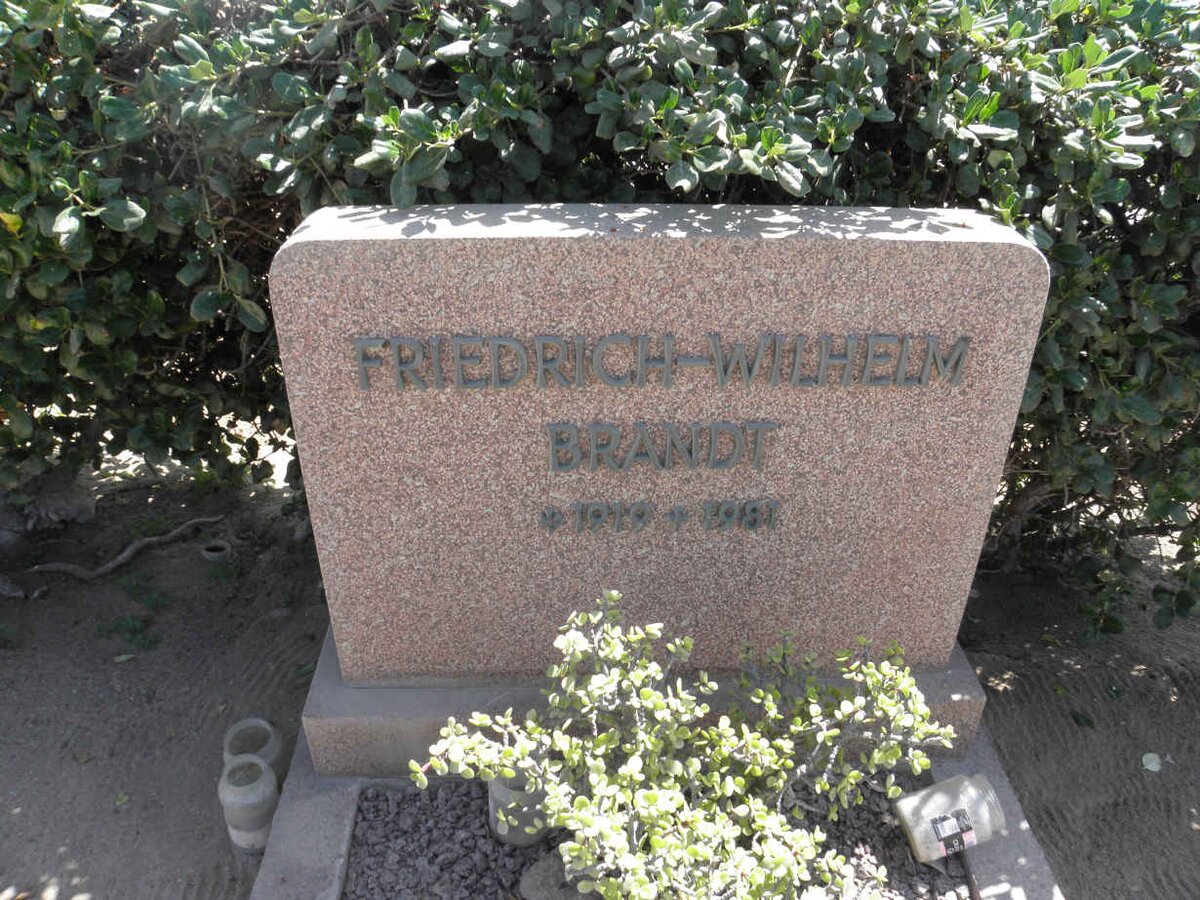 FRIEDRICH-WILHELM
BRANDT
* 1919 + 1981